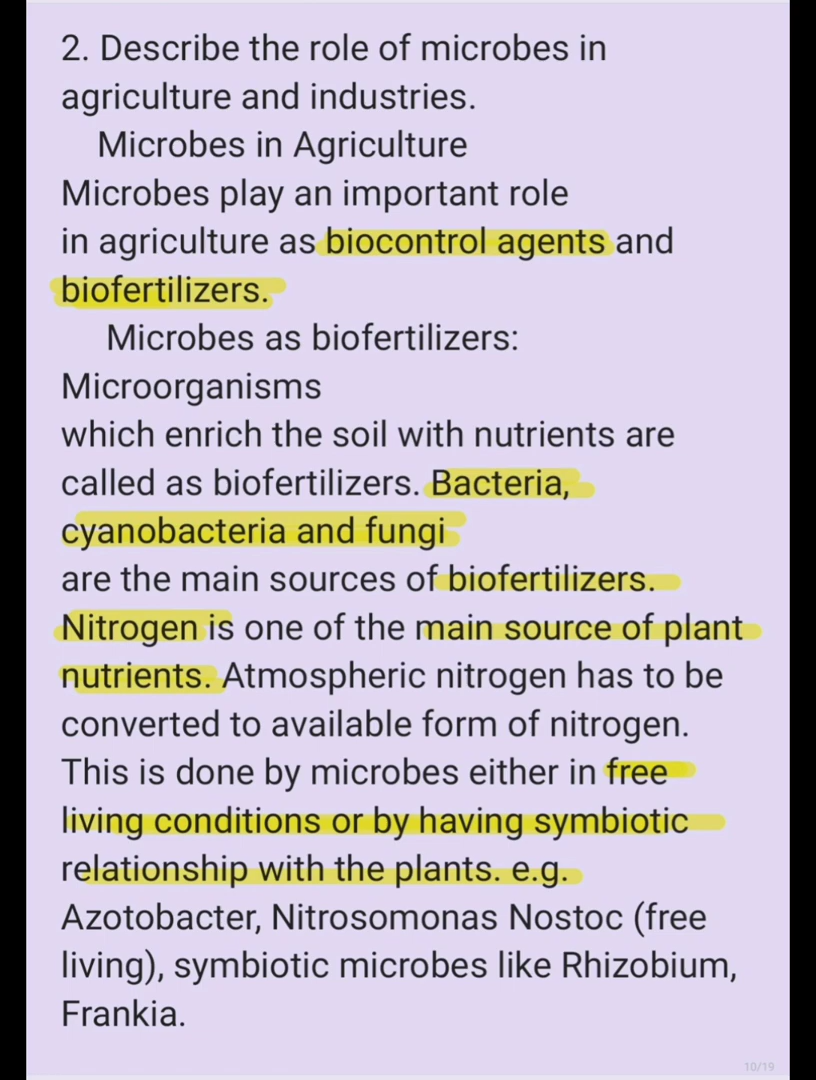 2. Describe the role of microbes in
agriculture and industries.
Microbes in Agriculture
Microbes play an important role
in agriculture as biocontrol agents and
biofertilizers.
Microbes as biofertilizers:
Microorganisms
which enrich the soil with nutrients are
called as biofertilizers. Bacteria,
cyanobacteria and fungi
are the main sources of biofertilizers.
Nitrogen is one of the main source of plant
nutrients. Atmospheric nitrogen has to be
converted to available form of nitrogen.
This is done by microbes either in free
living conditions or by having symbiotic
relationship with the plants. e.g.
Azotobacter, Nitrosomonas Nostoc (free
living), symbiotic microbes like Rhizobium,
Frankia.
10/19